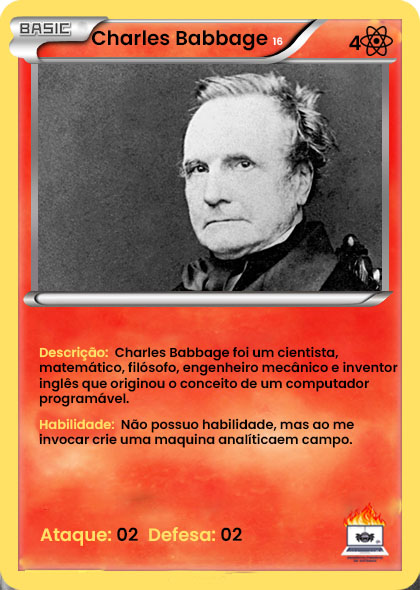 BASIC
Charles Babbage 16
4
Descrição: Charles Babbage foi um cientista,
matemático, filósofo, engenheiro mecânico e inventor
inglês que originou o conceito de um computador
programável.
Habilidade: Não possuo habilidade, mas ao me
invocar crie uma maquina analíticaem campo.
Ataque: 02 Defesa: 02